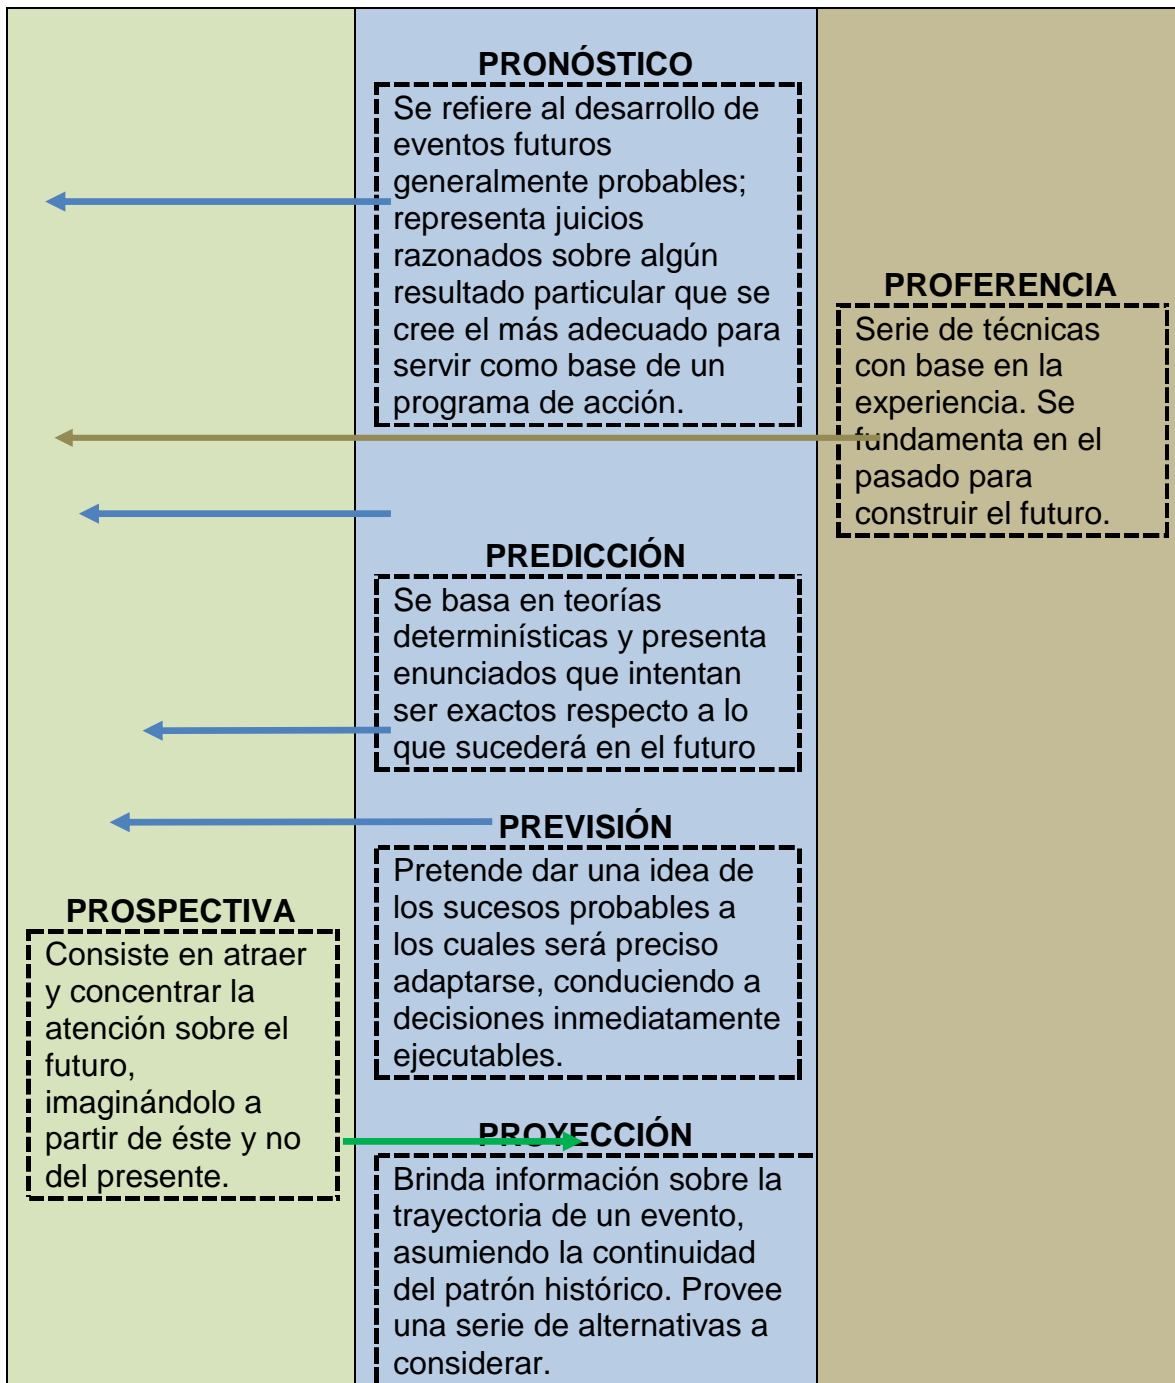 PRONÓSTICO
Se refiere al desarrollo de
eventos futuros
generalmente probables;
representa juicios
razonados sobre algún
resultado particular que se
cree el más adecuado para
servir como base de un
programa de acción.
PROFERENCIA
Serie de técnicas
con base en la
experiencia. Se
fundamenta en el
pasado para
construir el futuro.
PREDICCIÓN
Se basa en teorías
determinísticas y presenta
enunciados que intentan
ser exactos respecto a lo
que sucederá en el futuro
PREVISIÓN
Pretende dar una idea de
los sucesos probables a
los cuales será preciso
adaptarse, conduciendo a
decisiones inmediatamente
ejecutables.
PROSPECTIVA
Consiste en atraer
y concentrar la
atención sobre el
futuro,
imaginándolo a
partir de éste y no
del presente.
PROYECCIÓN
Brinda información sobre la
trayectoria de un evento,
asumiendo la continuidad
del patrón histórico. Provee
una serie de alternativas a
considerar.